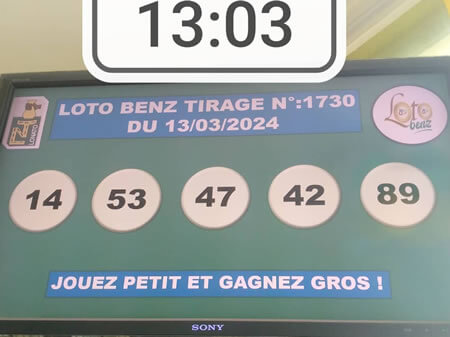 13:03
LOTO BENZ TIRAGE N°:1730
DU 13/03/2024
Loto
benz
14 53 47 42 89
JOUEZ PETIT ET GAGNEZ GROS !
SONY